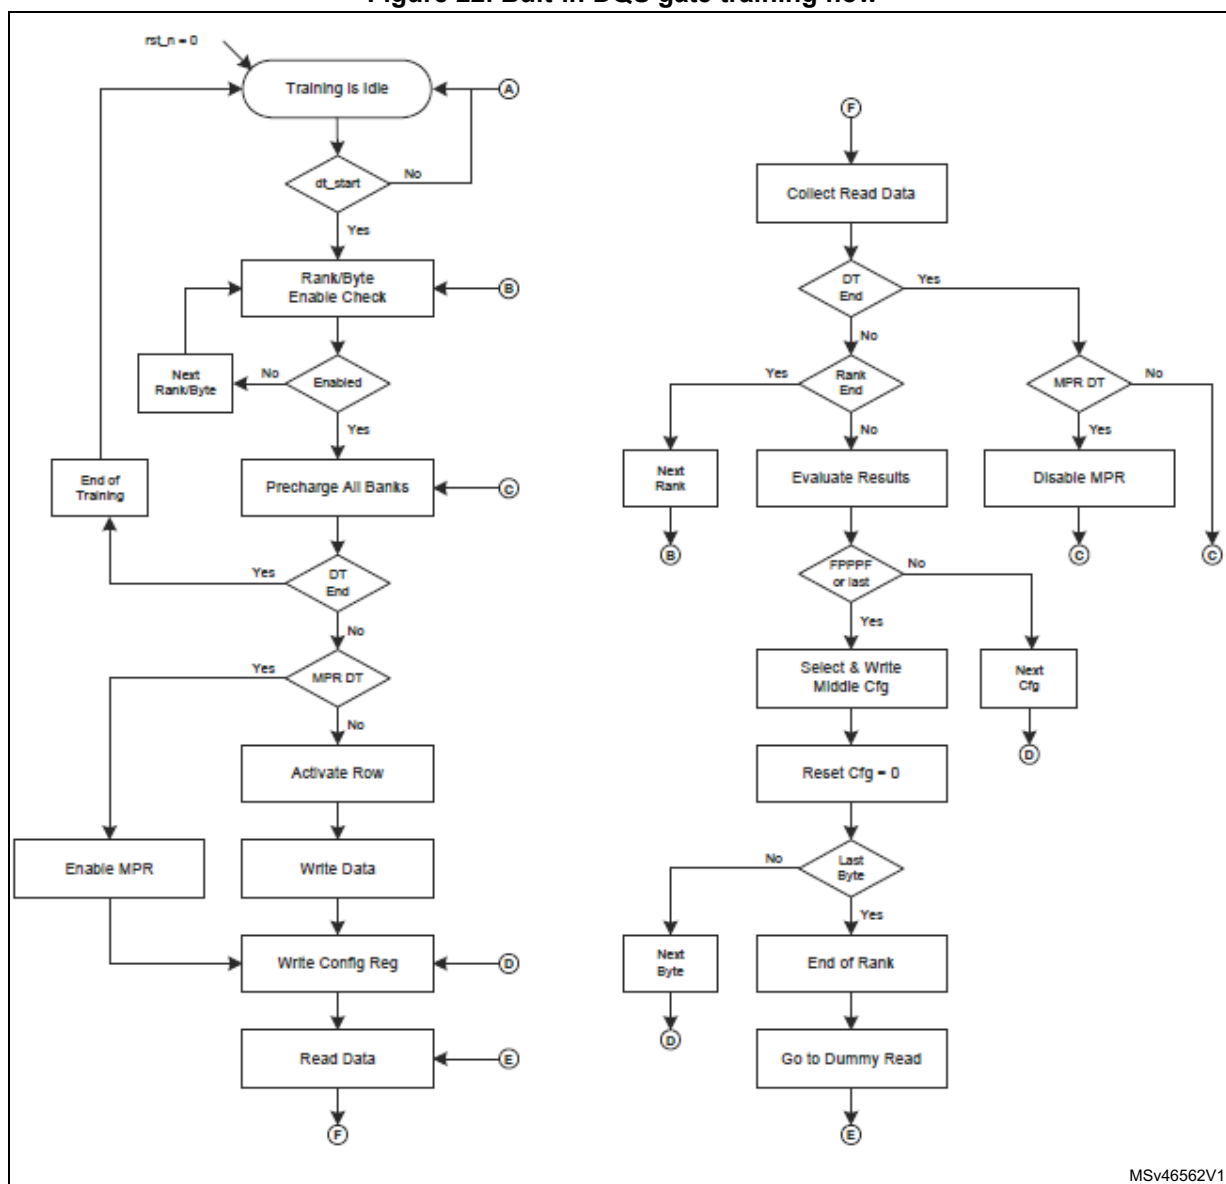 Figure 22. Built-in DQS gate training flow
rst_n = 0
Training is Idle
A
dt_start
No
Yes
Rank/Byte
Enable Check
B
Next
Rank/Byte
No
Enabled
Yes
End of
Training
Precharge All Banks
C
Yes
DT
End
No
Yes
MPR DT
No
Activate Row
Enable MPR
Write Data
Write Config Reg
D
Read Data
E
F
F
Collect Read Data
DT
End
Yes
No
Yes
Rank
End
MPR DT
No
No
Yes
Next
Rank
Evaluate Results
Disable MPR
B
C
C
FPPPF
or last
No
Yes
Select & Write
Middle Cfg
Next
Cfg
Reset Cfg = 0
D
No
Last
Byte
Yes
Next
Byte
End of Rank
D
Go to Dummy Read
E
MSv46562V1